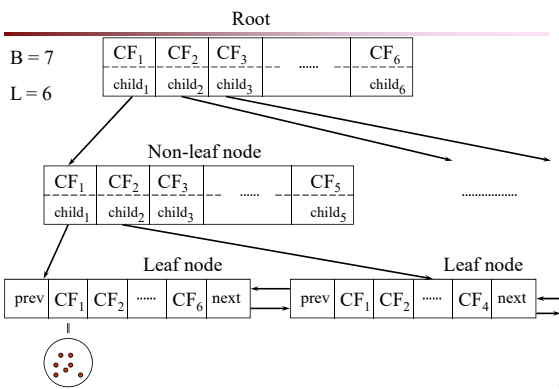 Root
B = 7
L = 6
CF1 CF2 CF3 ...... CF6
child1 child2 child3 child6
Non-leaf node
CF1 CF2 CF3 ...... CF5
child1 child2 child3 child5
..................
Leaf node Leaf node
prev CF1 CF2 ...... CF6 next prev CF1 CF2 ...... CF4 next